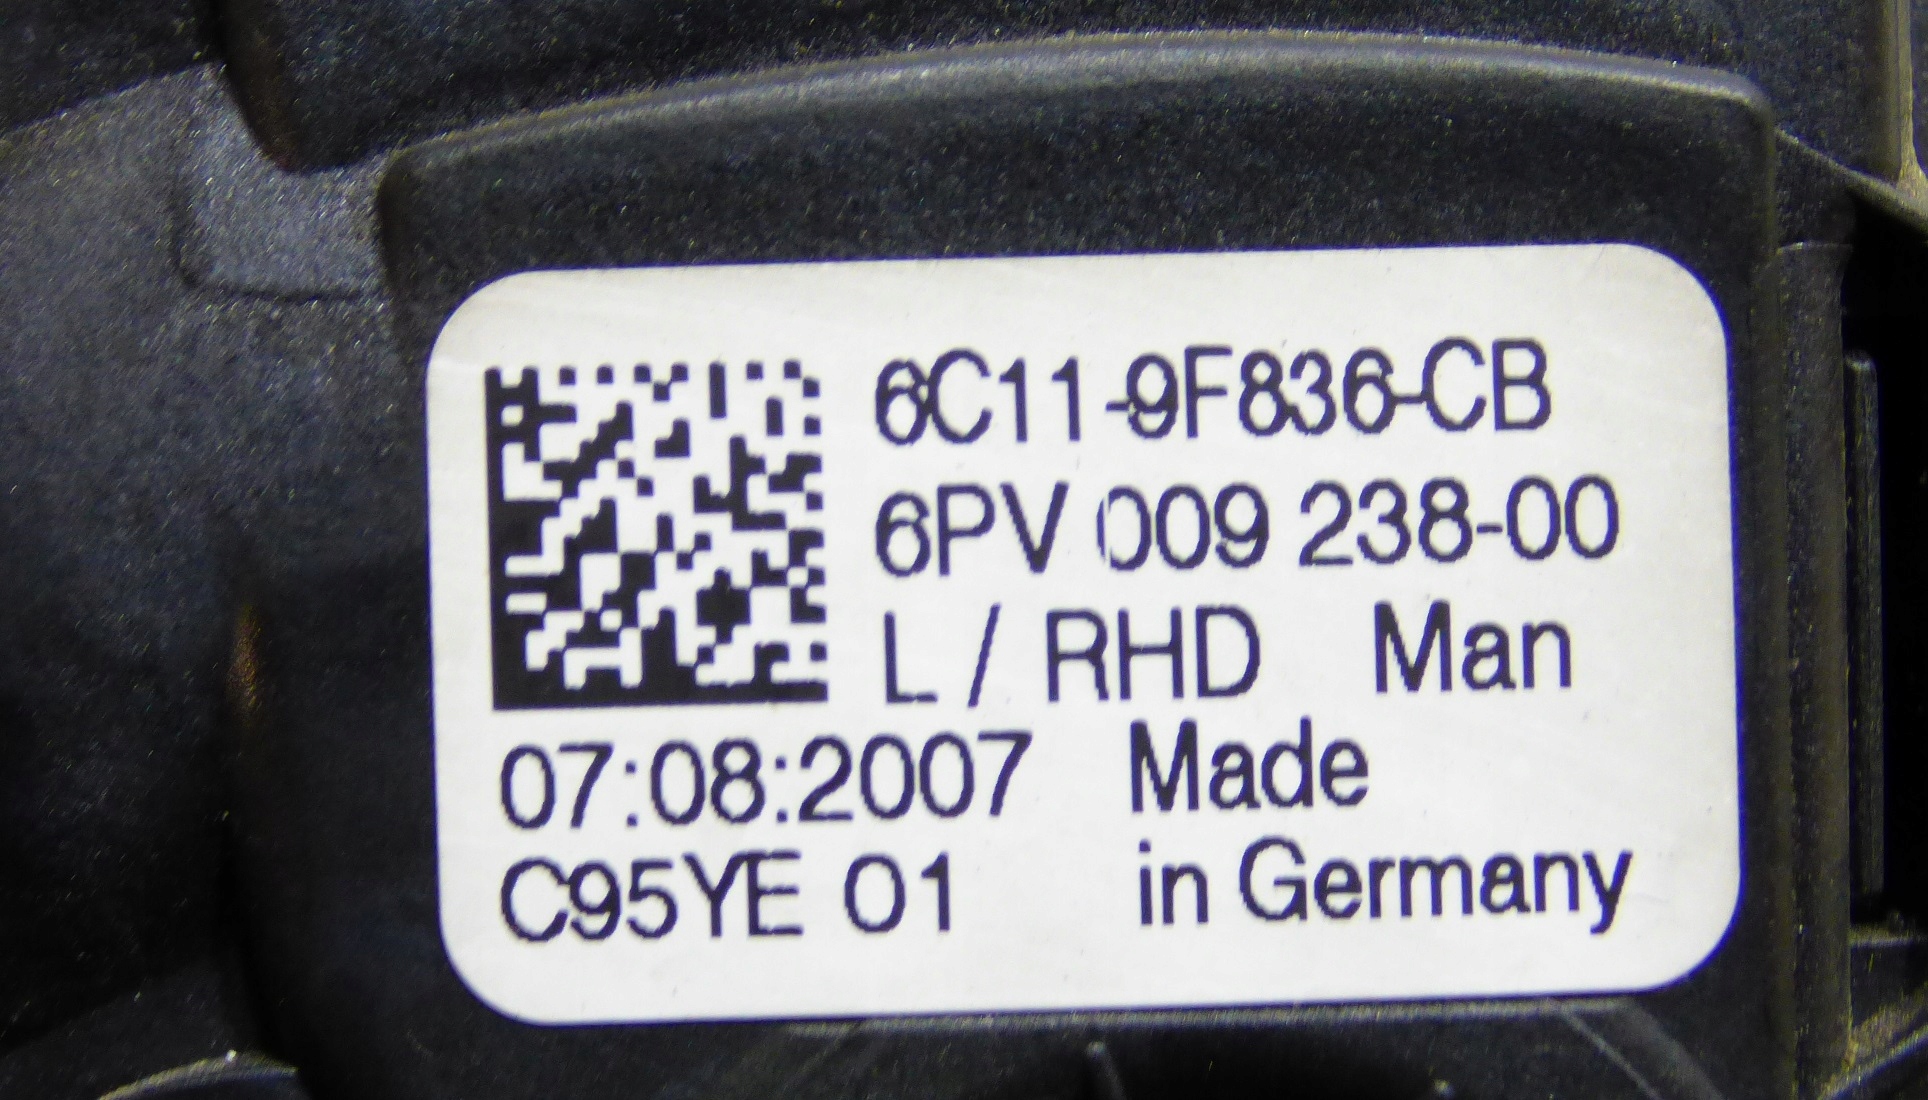 6C11-9F836-CB
6PV 009 238-00
L / RHD Man
07:08:2007 Made
C95YE 01 in Germany